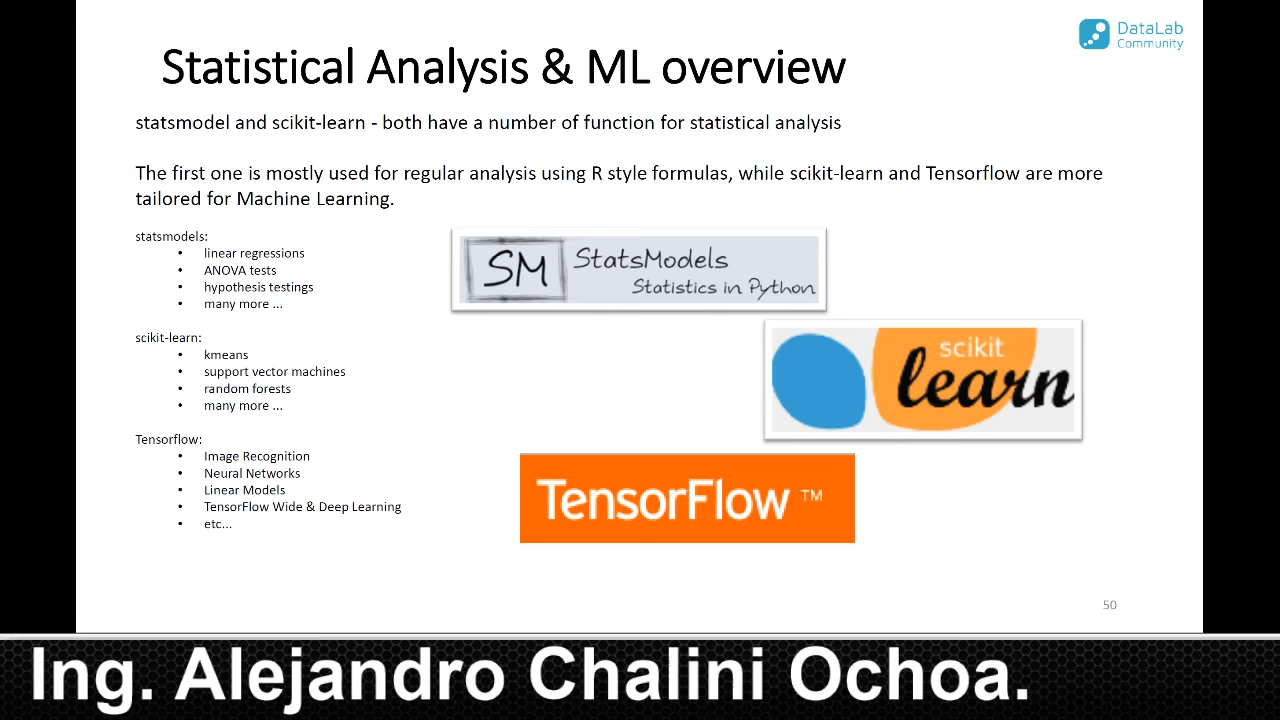 DataLab
Community
Statistical Analysis & ML overview
statsmodel and scikit-learn - both have a number of function for statistical analysis
The first one is mostly used for regular analysis using R style formulas, while scikit-learn and Tensorflow are more
tailored for Machine Learning.
statsmodels:
• linear regressions
• ANOVA tests
• hypothesis testings
• many more ...
SM
StatsModels
Statistics in Python
scikit-learn:
• kmeans
• support vector machines
• random forests
• many more ...
scikit
learn
Tensorflow:
• Image Recognition
• Neural Networks
• Linear Models
• TensorFlow Wide & Deep Learning
• etc...
TensorFlow ™
50
Ing. Alejandro Chalini Ochoa.